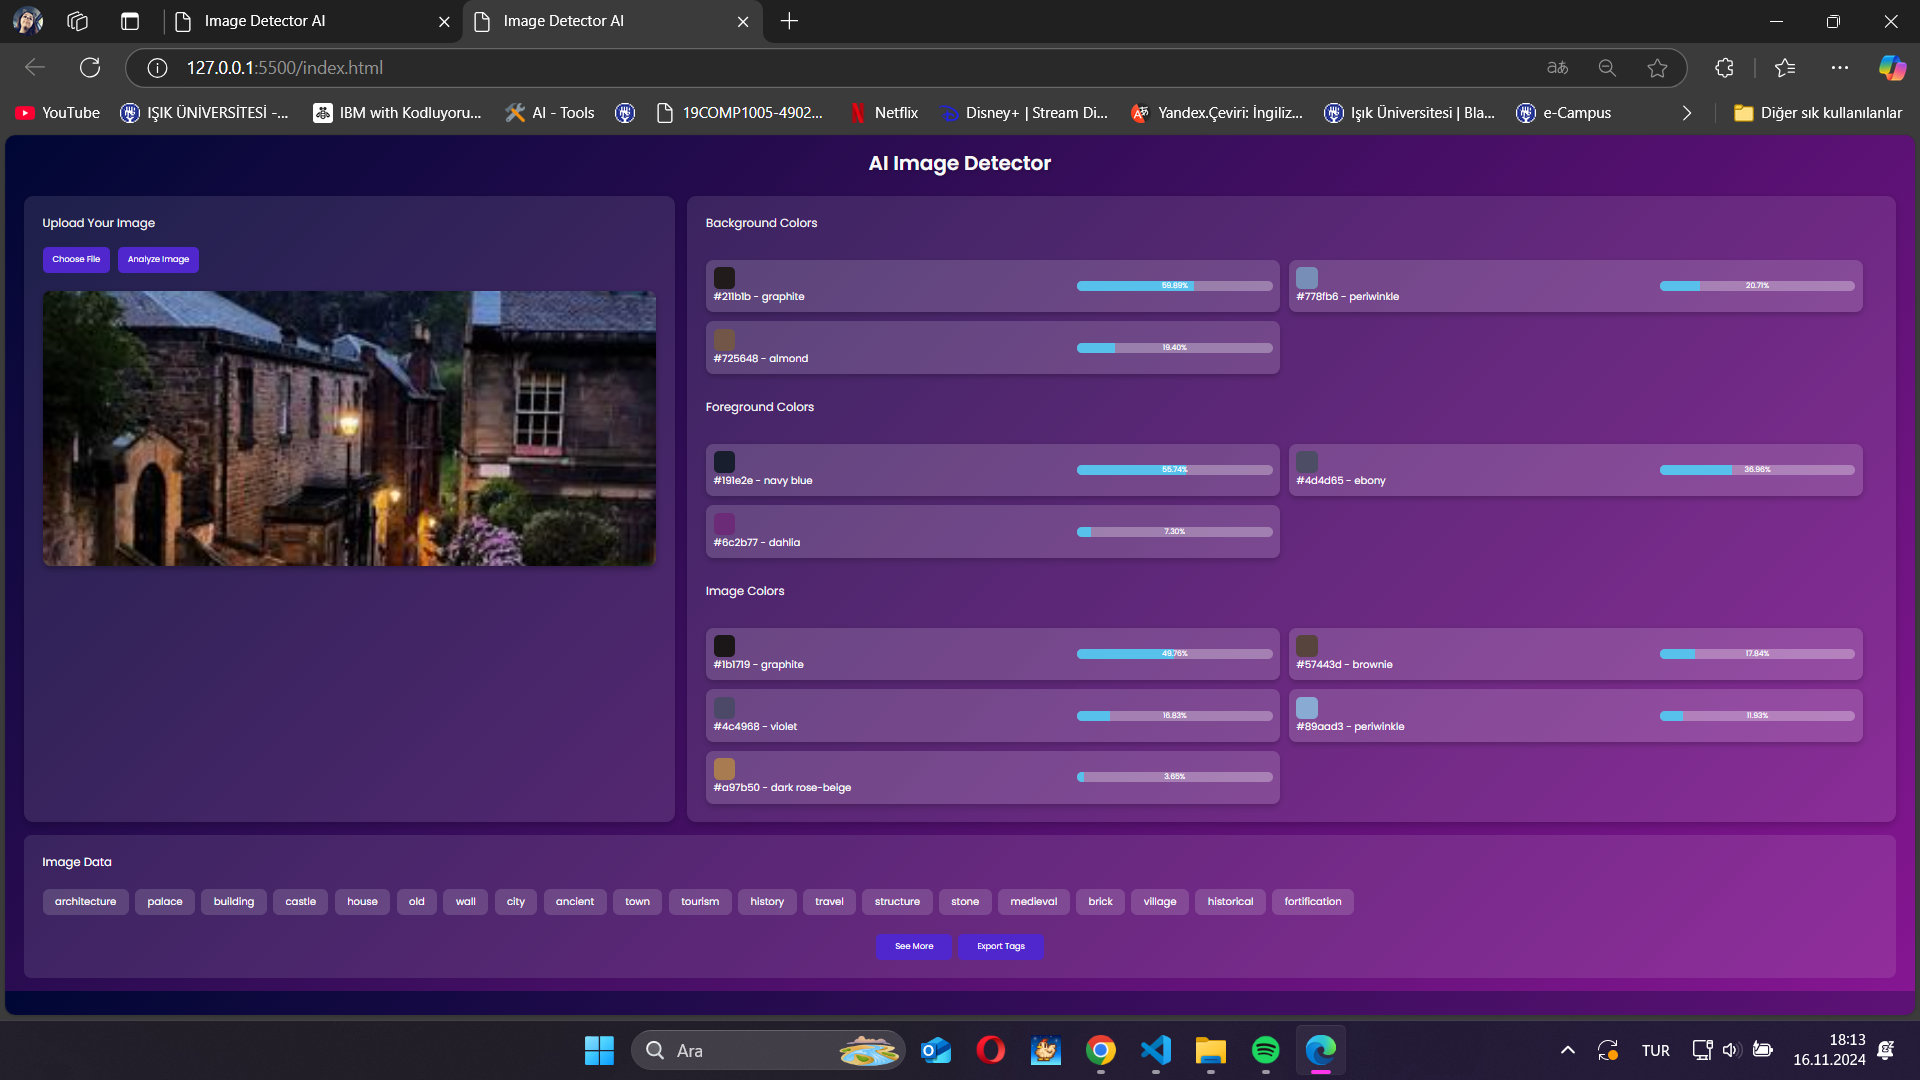 Image Detector AI
Image Detector AI
127.0.0.1:5500/index.html
YouTube
IŞIK ÜNİVERSİTESİ -...
IBM with Kodluyoru...
AI - Tools
19COMP1005-4902...
Netflix
Disney+ | Stream Di...
Yandex.Çeviri: İngiliz...
Işık Üniversitesi | Bla...
e-Campus
Diğer sık kullanılanlar
AI Image Detector
Upload Your Image
Choose File
Analyze Image
Background Colors
#211b1b - graphite
59.89%
#778fb6 - periwinkle
20.71%
#725648 - almond
19.40%
Foreground Colors
#191e2e - navy blue
55.74%
#4d4d65 - ebony
36.96%
#6c2b77 - dahlia
7.30%
Image Colors
#1b1719 - graphite
49.76%
#57443d - brownie
17.84%
#4c4968 - violet
16.83%
#89aad3 - periwinkle
11.93%
#a97b50 - dark rose-beige
3.65%
Image Data
architecture
palace
building
castle
house
old
wall
city
ancient
town
tourism
history
travel
structure
stone
medieval
brick
village
historical
fortification
See More
Export Tags
Ara
TUR
18:13
16.11.2024